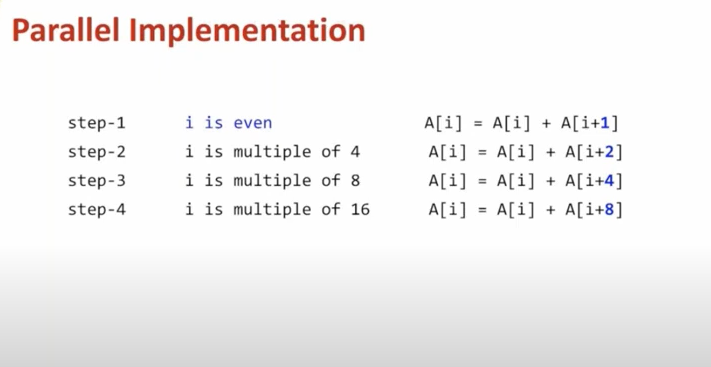 Parallel Implementation
step-1 i is even A[i] = A[i] + A[i+1]
step-2 i is multiple of 4 A[i] = A[i] + A[i+2]
step-3 i is multiple of 8 A[i] = A[i] + A[i+4]
step-4 i is multiple of 16 A[i] = A[i] + A[i+8]